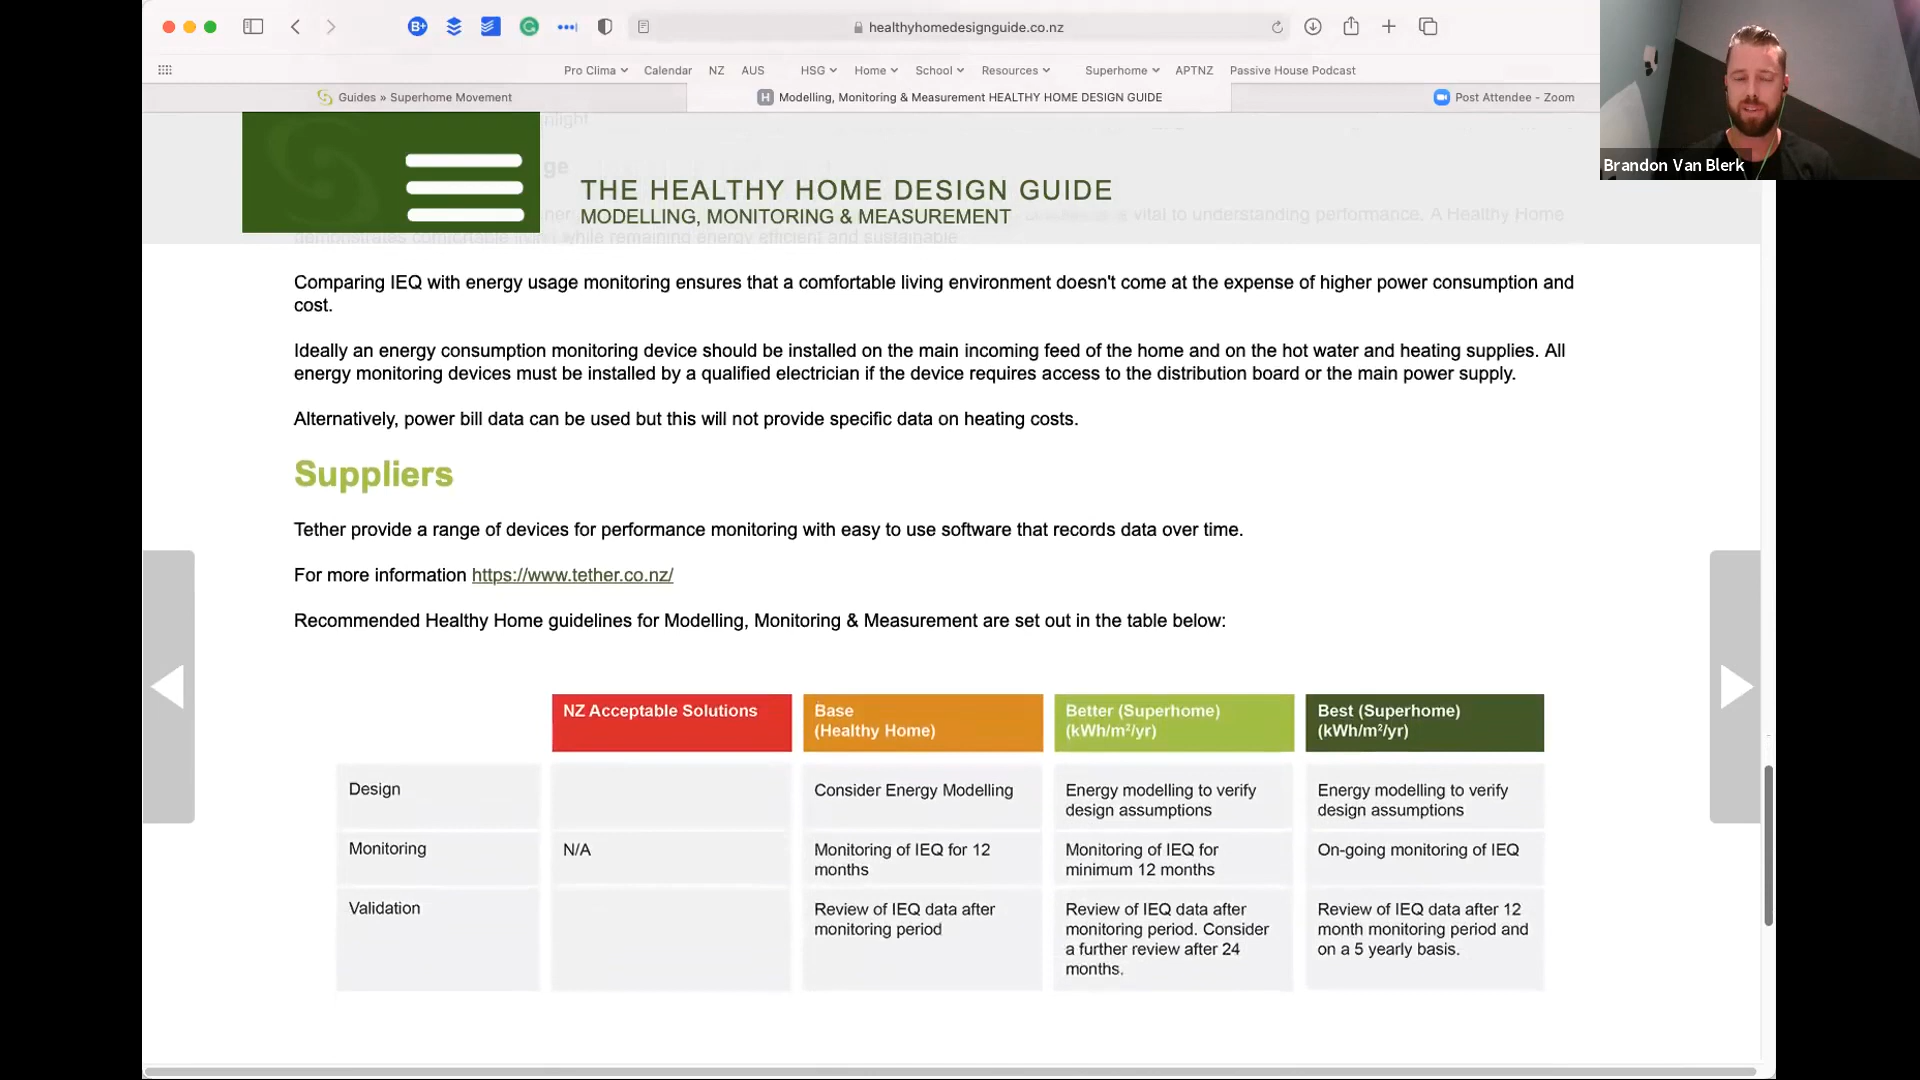 healthyhomedesignguide.co.nz
Pro Clima Calendar NZ AUS HSG Home School Resources Superhome APTNZ Passive House Podcast
Guides » Superhome Movement
H Modelling, Monitoring & Measurement HEALTHY HOME DESIGN GUIDE
Post Attendee - Zoom
Brandon Van Blerk
THE HEALTHY HOME DESIGN GUIDE
MODELLING, MONITORING & MEASUREMENT
vital to understanding performance. A Healthy Home
while remaining energy efficient and sustainable
Comparing IEQ with energy usage monitoring ensures that a comfortable living environment doesn't come at the expense of higher power consumption and
cost.
Ideally an energy consumption monitoring device should be installed on the main incoming feed of the home and on the hot water and heating supplies. All
energy monitoring devices must be installed by a qualified electrician if the device requires access to the distribution board or the main power supply.
Alternatively, power bill data can be used but this will not provide specific data on heating costs.
Suppliers
Tether provide a range of devices for performance monitoring with easy to use software that records data over time.
For more information https://www.tether.co.nz/
Recommended Healthy Home guidelines for Modelling, Monitoring & Measurement are set out in the table below:
NZ Acceptable Solutions
Base
(Healthy Home)
Better (Superhome)
(kWh/m²/yr)
Best (Superhome)
(kWh/m²/yr)
Design
Consider Energy Modelling
Energy modelling to verify
design assumptions
Energy modelling to verify
design assumptions
Monitoring
N/A
Monitoring of IEQ for 12
months
Monitoring of IEQ for
minimum 12 months
On-going monitoring of IEQ
Validation
Review of IEQ data after
monitoring period
Review of IEQ data after
monitoring period. Consider
a further review after 24
months.
Review of IEQ data after 12
month monitoring period and
on a 5 yearly basis.